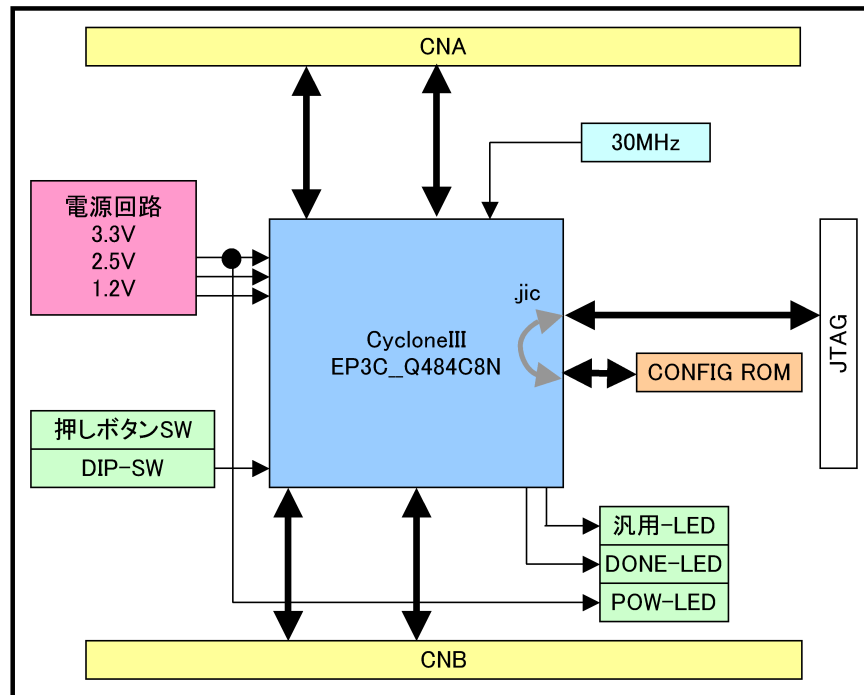 CNA
30MHz
電源回路
3.3V
2.5V
1.2V
.jic
CycloneIII
EP3C__Q484C8N
JTAG
CONFIG ROM
押しボタンSW
DIP-SW
汎用-LED
DONE-LED
POW-LED
CNB